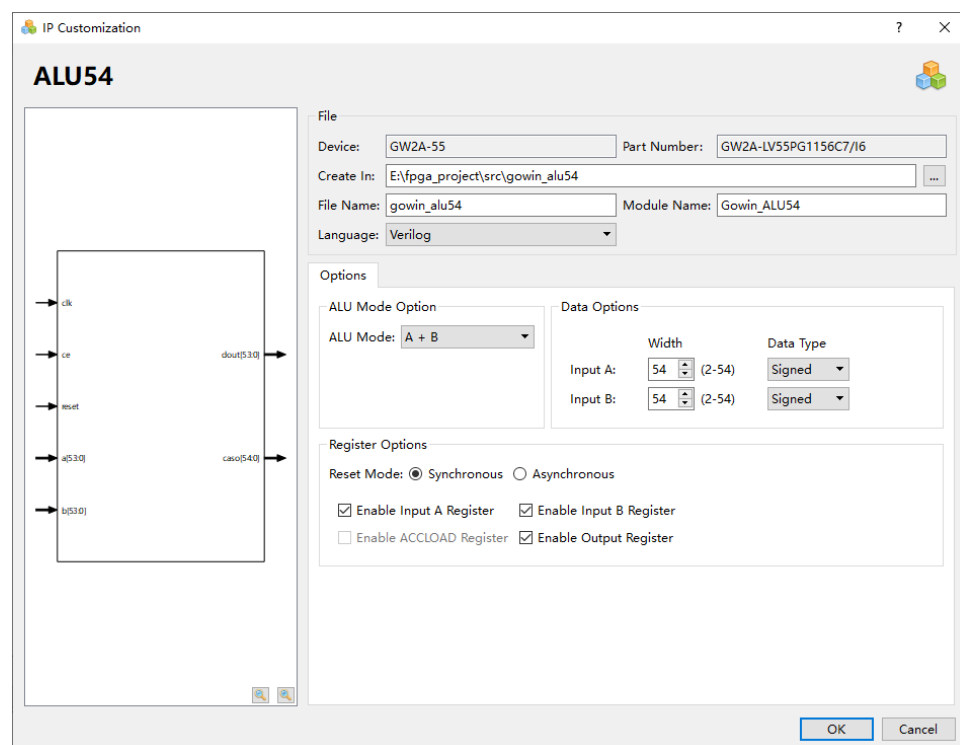 IP Customization
?
ALU54
File
Device: GW2A-55 Part Number: GW2A-LV55PG1156C7/I6
Create In: E:\fpga_project\src\gowin_alu54 ...
File Name: gowin_alu54 Module Name: Gowin_ALU54
Language: Verilog
Options
ALU Mode Option
ALU Mode: A + B
Data Options
Width Data Type
Input A: 54 (2-54) Signed
Input B: 54 (2-54) Signed
Register Options
Reset Mode: Synchronous Asynchronous
Enable Input A Register Enable Input B Register
Enable ACCLOAD Register Enable Output Register
clk
ce dout[53:0]
reset
a[53:0] caso[54:0]
b[53:0]
OK Cancel